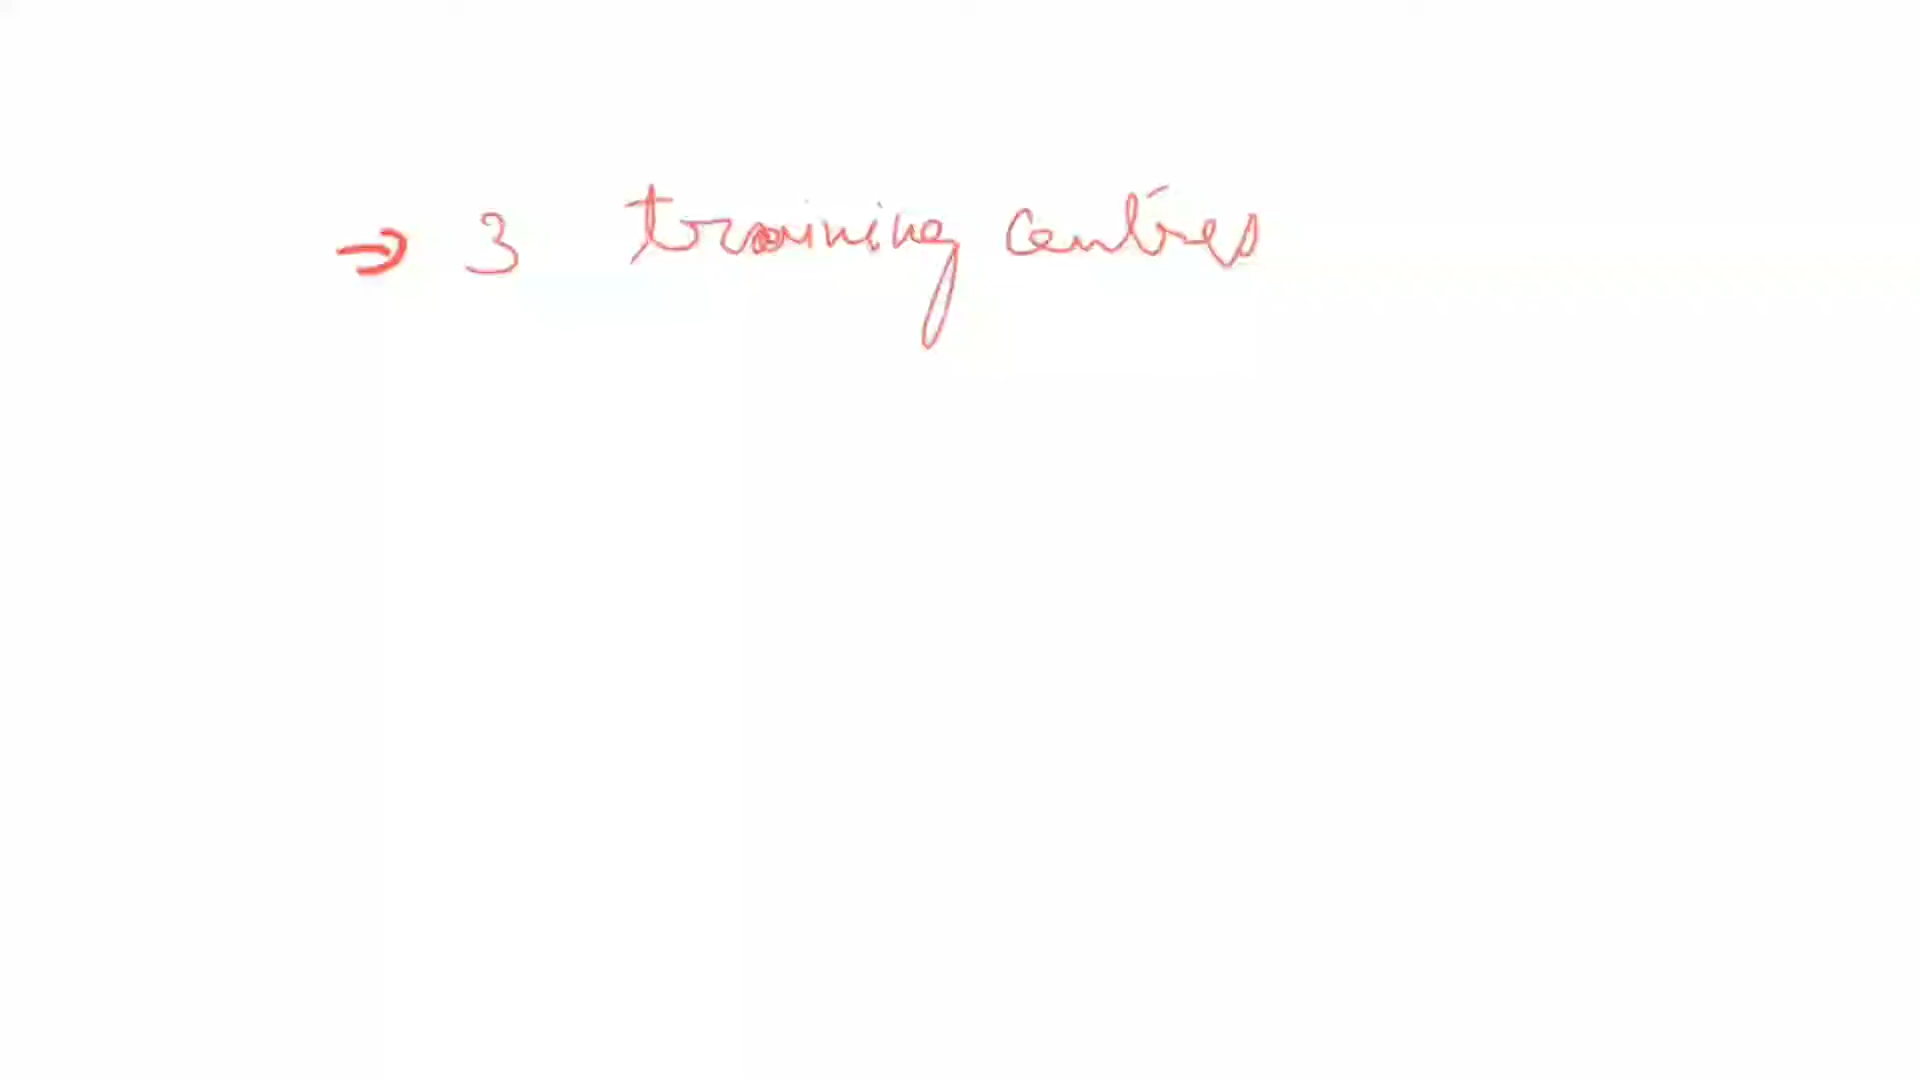 → 3 training centres